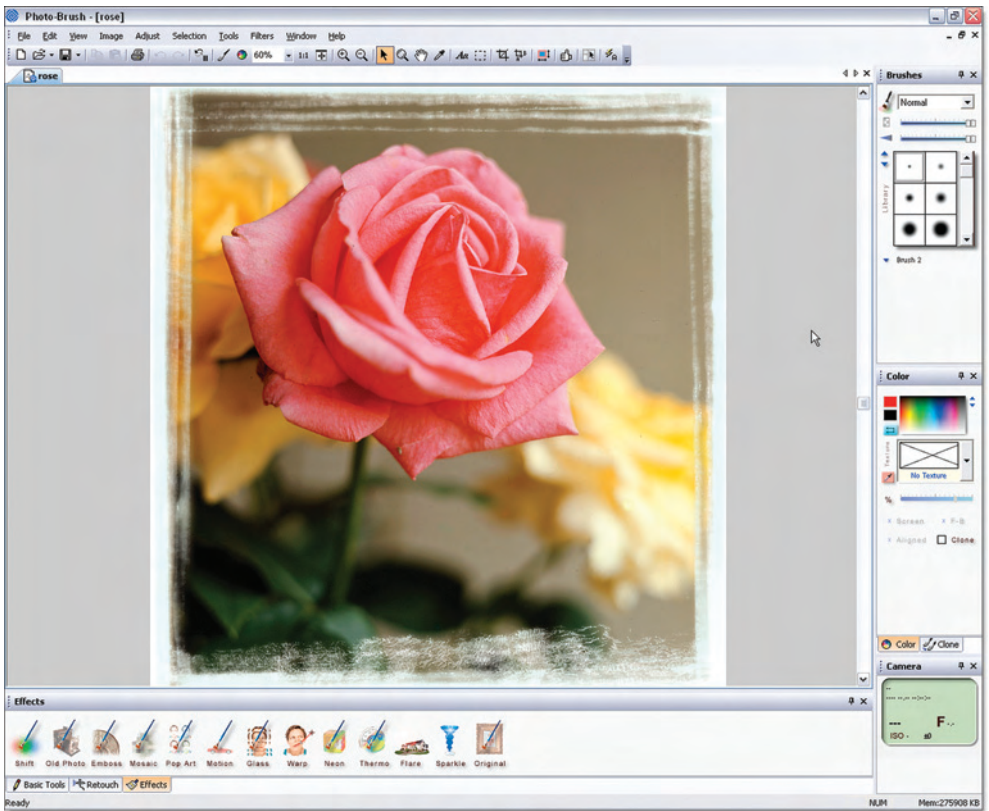 Photo-Brush - [rose]
File Edit View Image Adjust Selection Tools Filters Window Help
60% 1:1
rose
Brushes
Normal
Library
Brush 2
Color
Texture
No Texture
%
x Screen x F-B
x Aligned Clone
Color Clone
Camera
F
ISO - ±0
Effects
Shift Old Photo Emboss Mosaic Pop Art Motion Glass Warp Neon Thermo Flare Sparkle Original
Basic Tools Retouch Effects
Ready NUM Mem:275908 KB